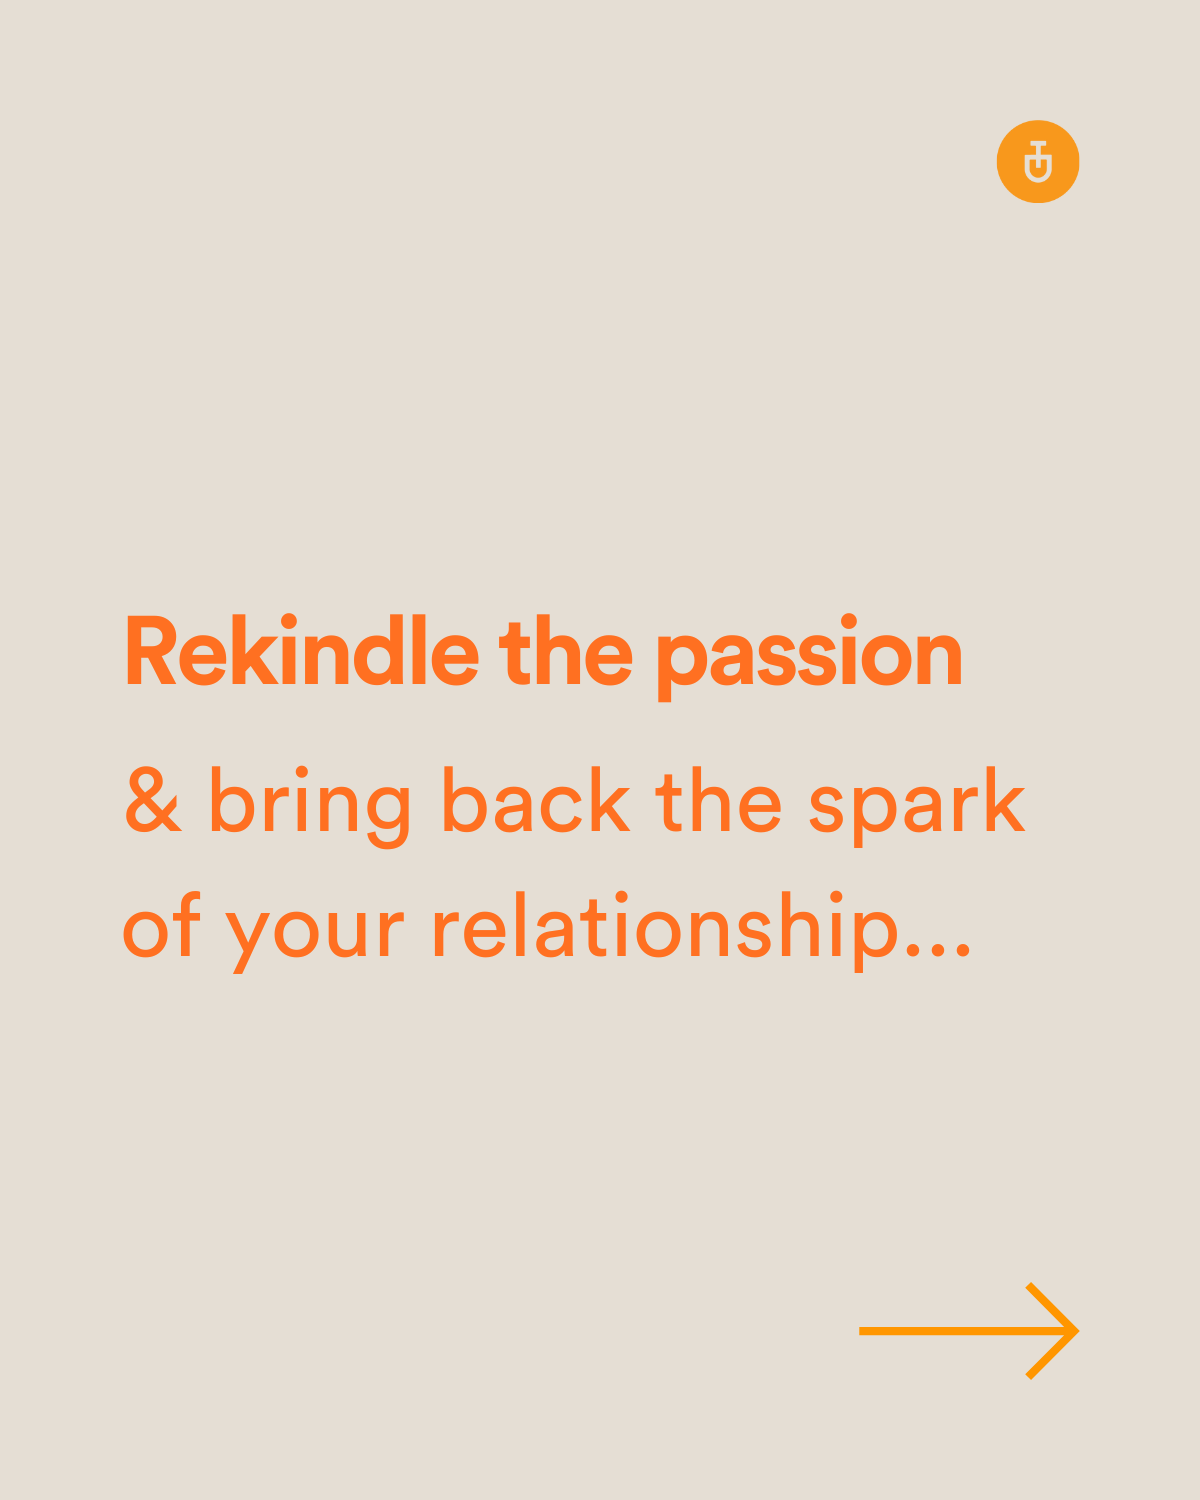 Rekindle the passion
& bring back the spark
of your relationship...